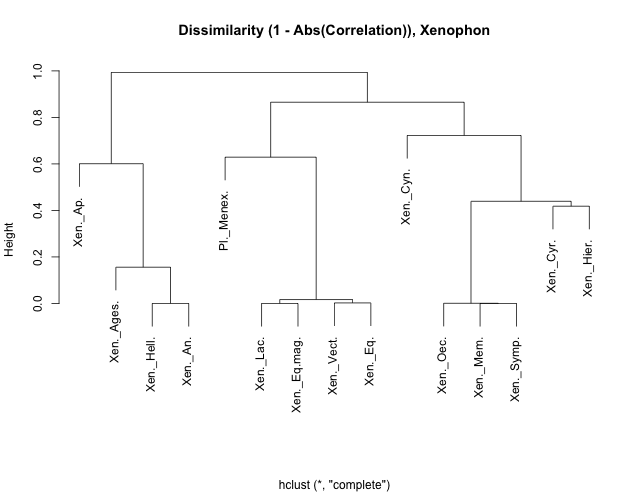 Dissimilarity (1 - Abs(Correlation)), Xenophon
Height
1.0
0.8
0.6
0.4
0.2
0.0
Xen._Ap.
Xen._Ages.
Xen._Hell.
Xen._An.
Pl._Menex.
Xen._Lac.
Xen._Eq.mag.
Xen._Vect.
Xen._Eq.
Xen._Cyn.
Xen._Oec.
Xen._Mem.
Xen._Symp.
Xen._Cyr.
Xen._Hier.
hclust (*, "complete")